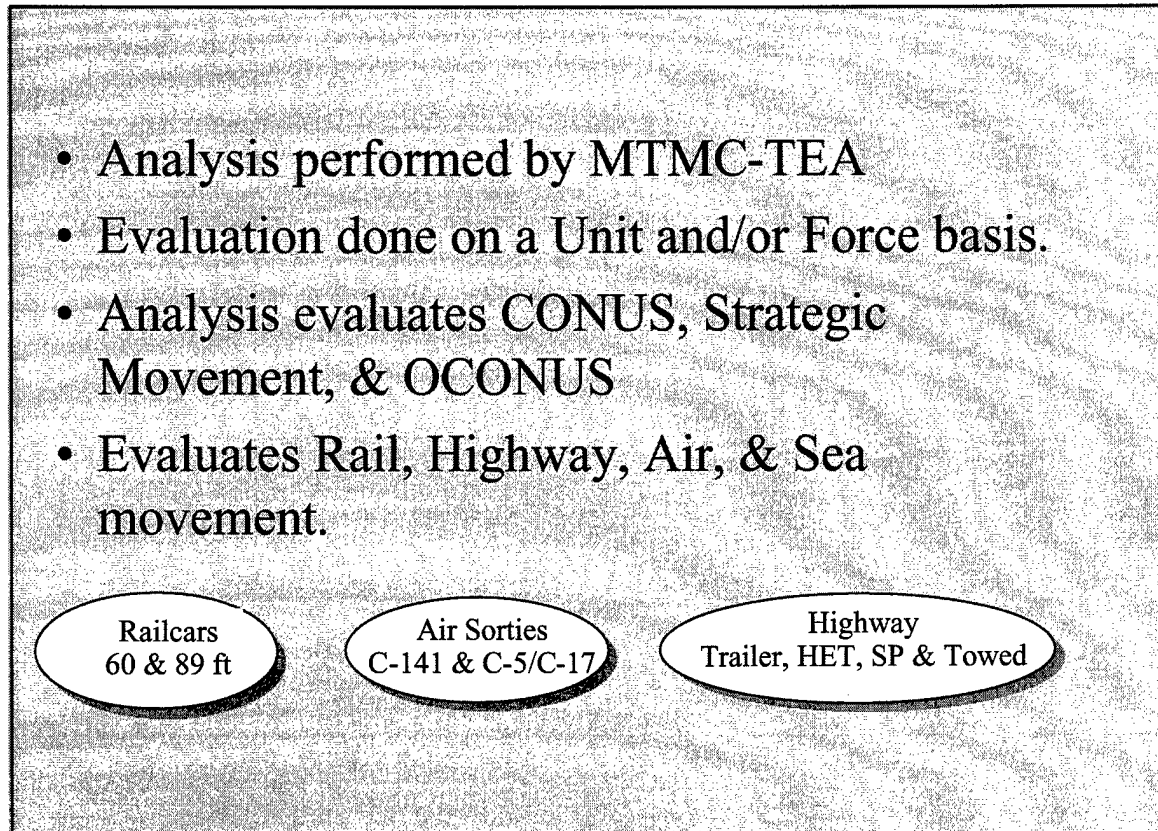 • Analysis performed by MTMC-TEA
• Evaluation done on a Unit and/or Force basis.
• Analysis evaluates CONUS, Strategic
Movement, & OCONUS
• Evaluates Rail, Highway, Air, & Sea
movement.
Railcars
60 & 89 ft
Air Sorties
C-141 & C-5/C-17
Highway
Trailer, HET, SP & Towed